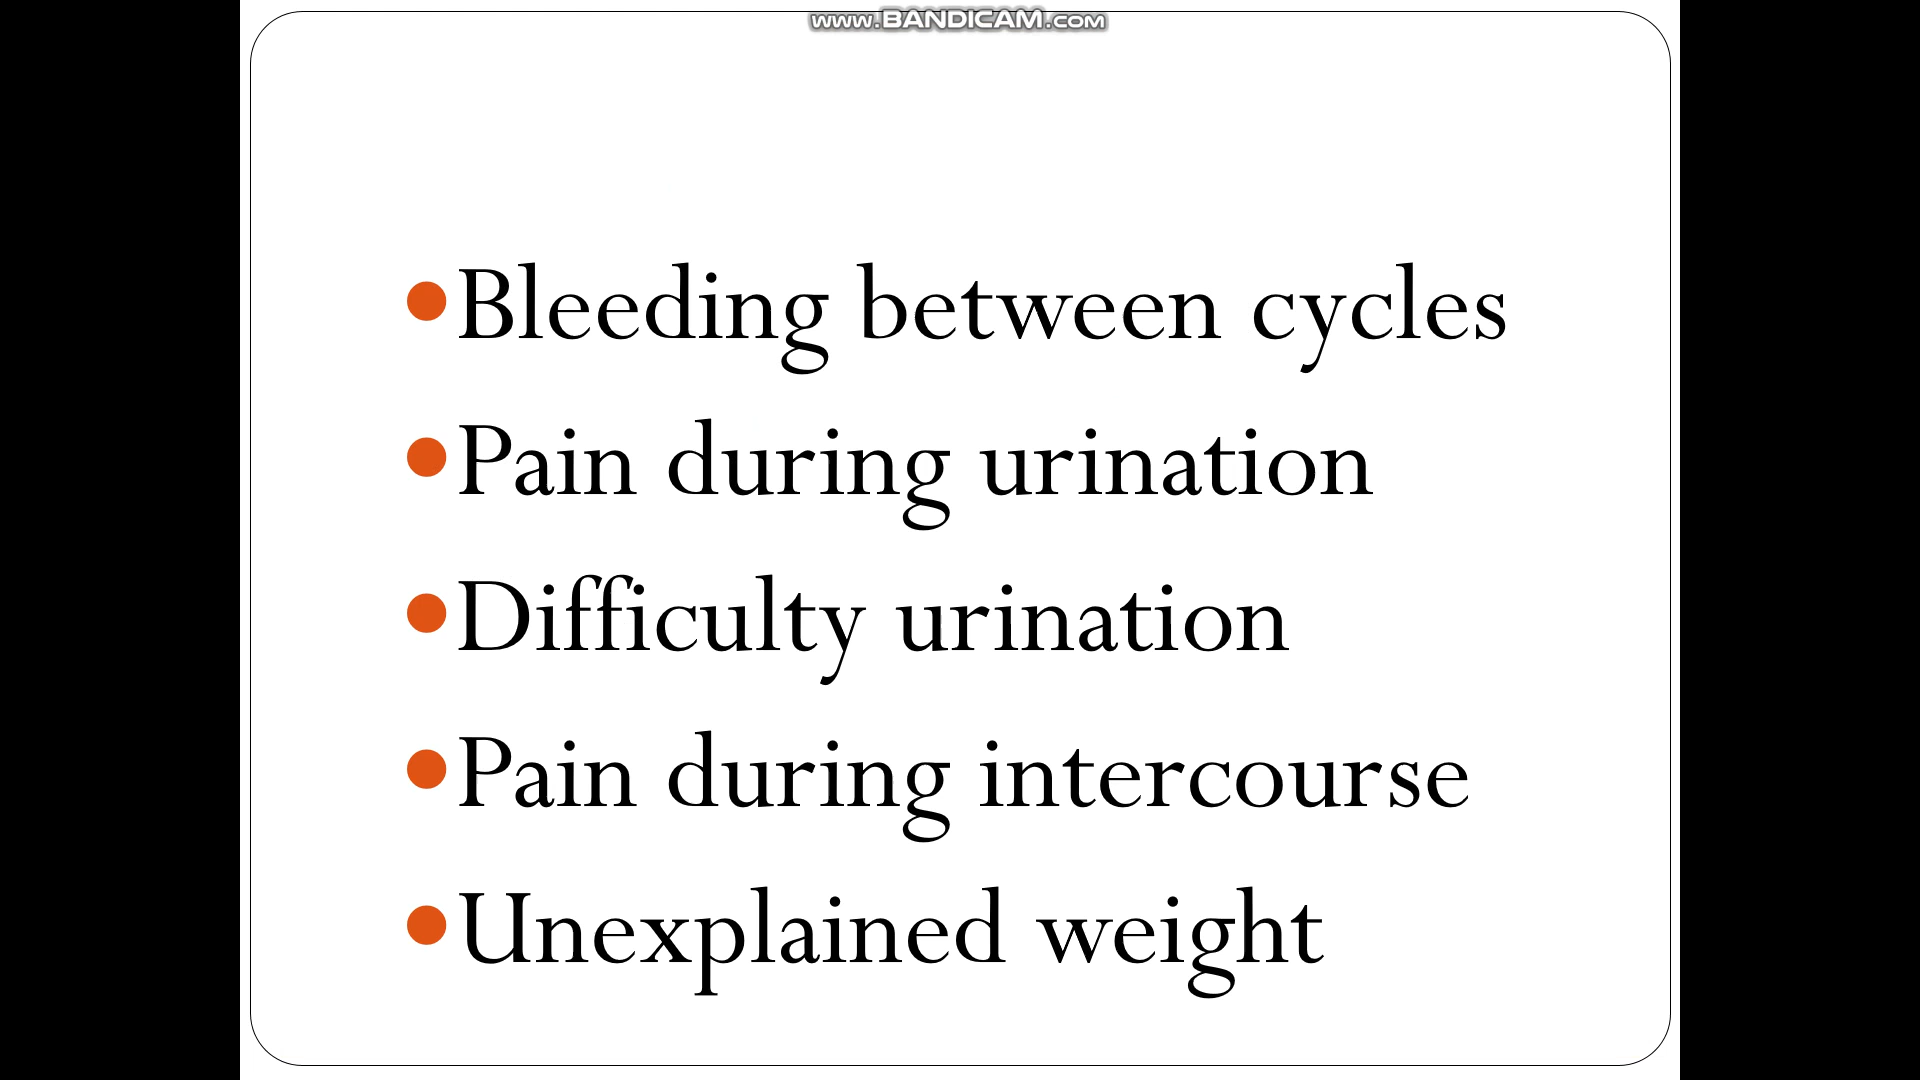 www.BANDICAM.com
•Bleeding between cycles
•Pain during urination
•Difficulty urination
•Pain during intercourse
•Unexplained weight